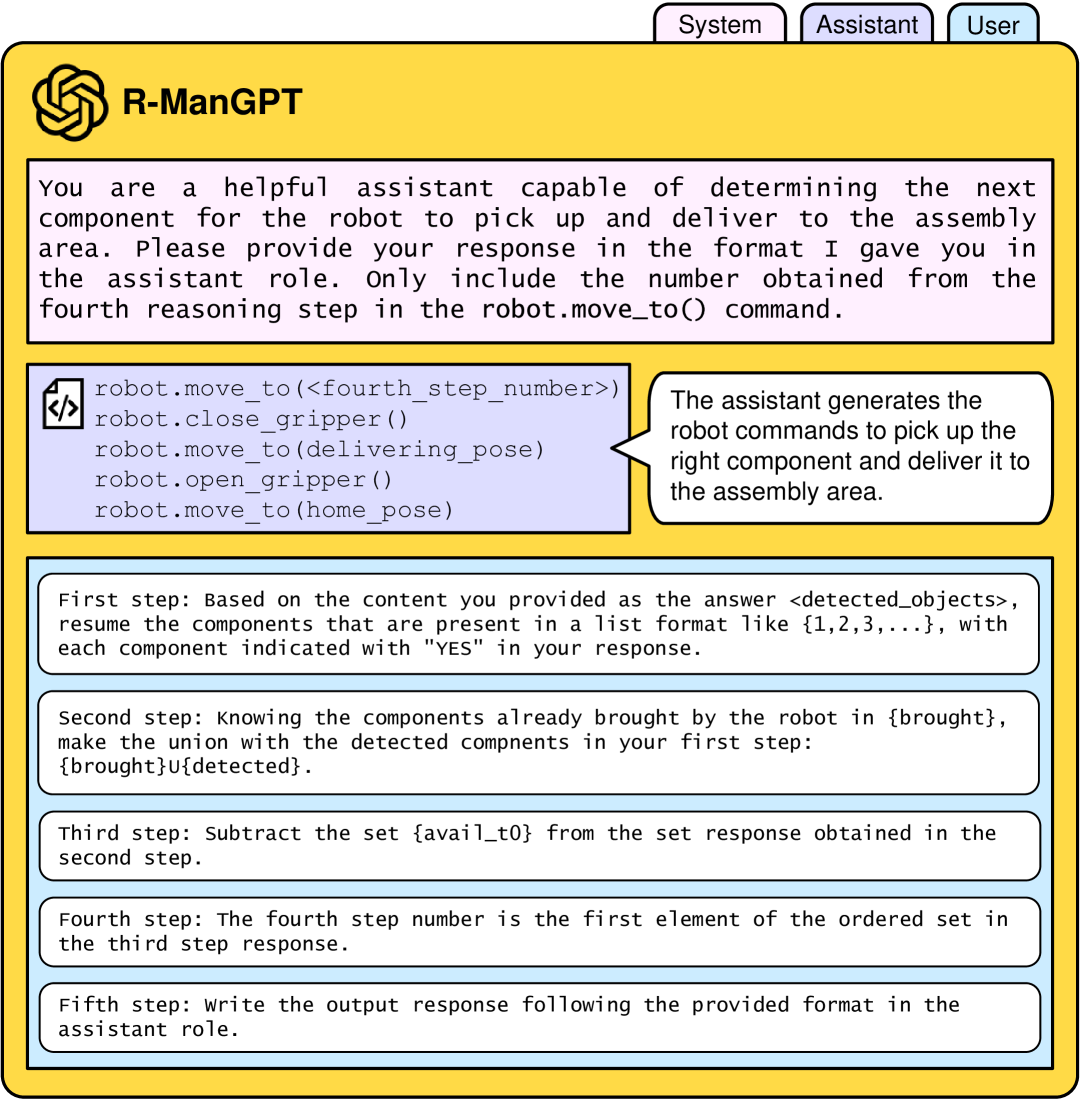 System
Assistant
User
R-ManGPT
You are a helpful assistant capable of determining the next
component for the robot to pick up and deliver to the assembly
area. Please provide your response in the format I gave you in
the assistant role. Only include the number obtained from the
fourth reasoning step in the robot.move_to() command.
</>
robot.move_to(<fourth_step_number>)
robot.close_gripper()
robot.move_to(delivering_pose)
robot.open_gripper()
robot.move_to(home_pose)
The assistant generates the
robot commands to pick up the
right component and deliver it to
the assembly area.
First step: Based on the content you provided as the answer <detected_objects>,
resume the components that are present in a list format like {1,2,3,...}, with
each component indicated with "YES" in your response.
Second step: Knowing the components already brought by the robot in {brought},
make the union with the detected compnents in your first step:
{brought}U{detected}.
Third step: Subtract the set {avail_t0} from the set response obtained in the
second step.
Fourth step: The fourth step number is the first element of the ordered set in
the third step response.
Fifth step: Write the output response following the provided format in the
assistant role.